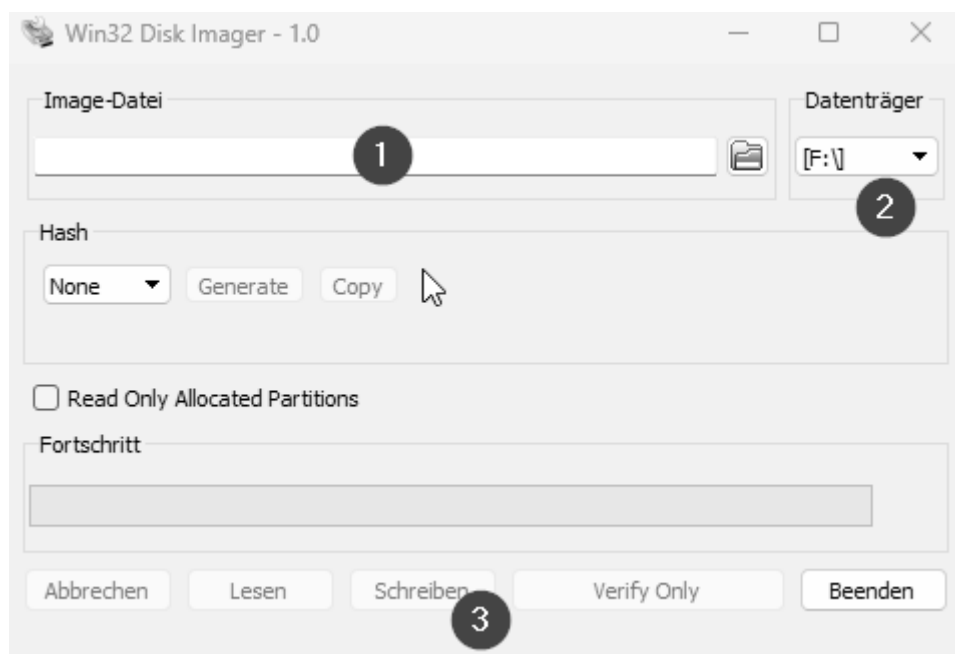 Win32 Disk Imager - 1.0
Image-Datei
Datenträger
1
[F:\]
2
Hash
None Generate Copy
Read Only Allocated Partitions
Fortschritt
Abbrechen Lesen Schreiben Verify Only Beenden
3